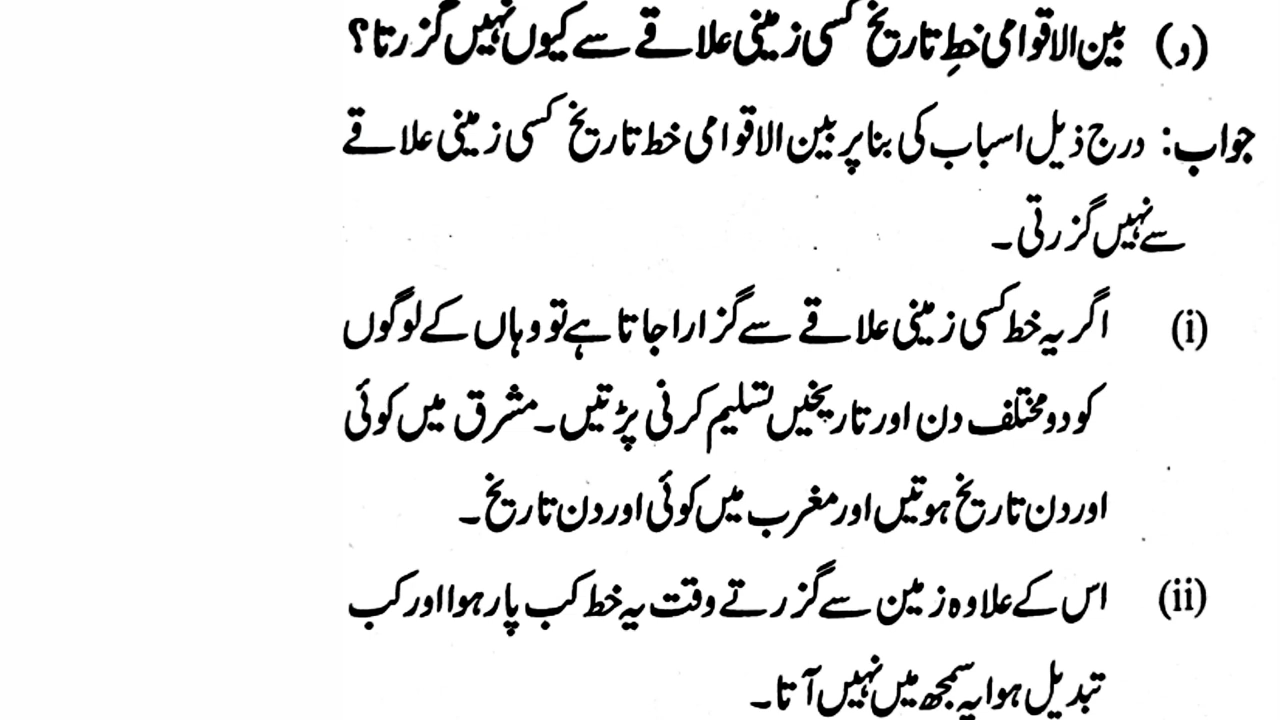 (د) بین الاقوامی خطِ تاریخ کسی زمینی علاقے سے کیوں نہیں گزرتا؟
جواب: درج ذیل اسباب کی بنا پر بین الاقوامی خط تاریخ کسی زمینی علاقے
سے نہیں گزرتی۔
(i) اگر یہ خط کسی زمینی علاقے سے گزارا جاتا ہے تو وہاں کے لوگوں
کو دو مختلف دن اور تاریخیں تسلیم کرنی پڑتیں۔ مشرق میں کوئی
اور دن تاریخ ہوتیں اور مغرب میں کوئی اور دن تاریخ۔
(ii) اس کے علاوہ زمین سے گزرتے وقت یہ خط کب پار ہوا اور کب
تبدیل ہوا یہ سمجھ میں نہیں آتا۔